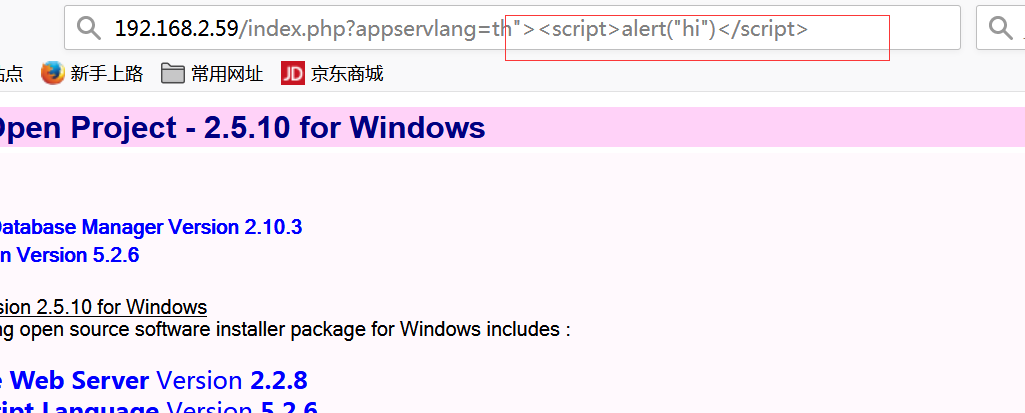 192.168.2.59/index.php?appservlang=th"><script>alert("hi")</script>
站点 新手上路 常用网址 JD 京东商城
Open Project - 2.5.10 for Windows
Database Manager Version 2.10.3
n Version 5.2.6
sion 2.5.10 for Windows
ng open source software installer package for Windows includes :
e Web Server Version 2.2.8
ript Language Version 5.2.6